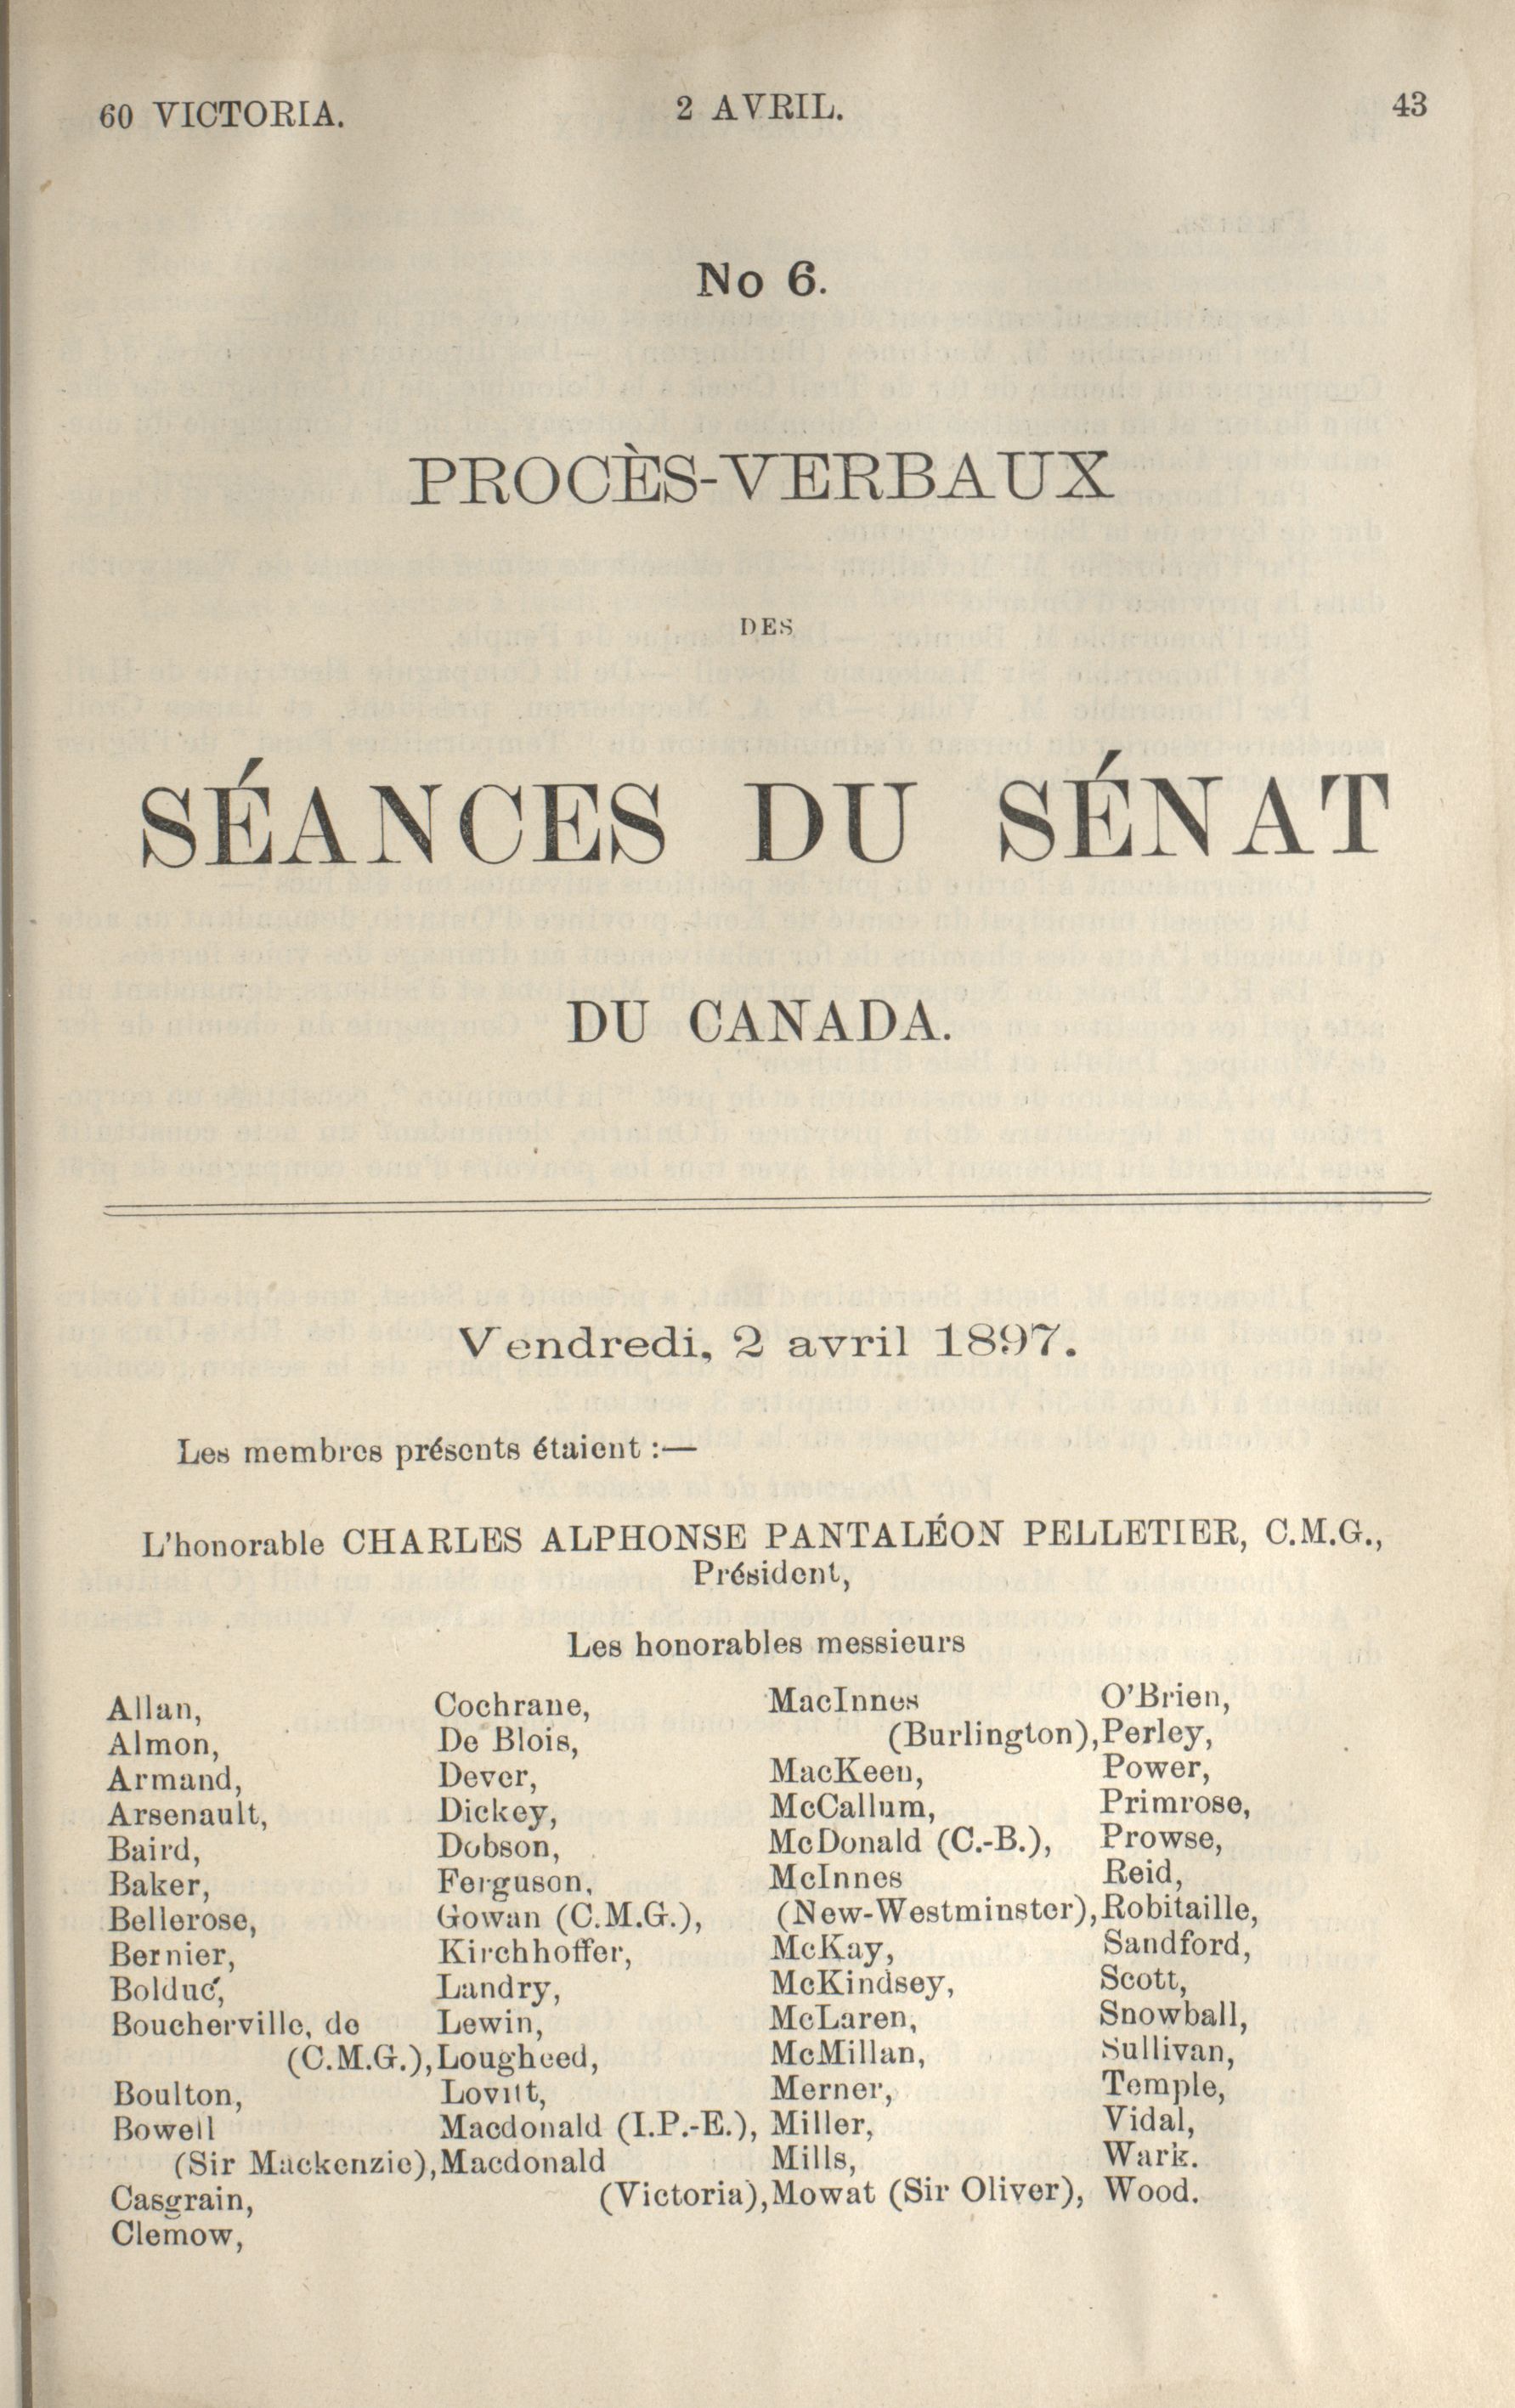 60 VICTORIA.
2 AVRIL.
43
No 6.
PROCÈS-VERBAUX
DES
SÉANCES DU SÉNAT
DU CANADA.
Vendredi, 2 avril 1897.
Les membres présents étaient :—
L'honorable CHARLES ALPHONSE PANTALÉON PELLETIER, C.M.G.,
Président,
Les honorables messieurs
Allan,
Almon,
Armand,
Arsenault,
Baird,
Baker,
Bellerose,
Bernier,
Bolduc,
Boucherville, de
(C.M.G.),
Boulton,
Bowell
(Sir Mackenzie),
Casgrain,
Clemow,
Cochrane,
De Blois,
Dever,
Dickey,
Dobson,
Ferguson,
Gowan (C.M.G.),
Kirchhoffer,
Landry,
Lewin,
Lougheed,
Lovitt,
Macdonald (I.P.-E.),
Macdonald
(Victoria),
MacInnes
(Burlington),
MacKeen,
McCallum,
McDonald (C.-B.),
McInnes
(New-Westminster),
McKay,
McKindsey,
McLaren,
McMillan,
Merner,
Miller,
Mills,
Mowat (Sir Oliver),
O'Brien,
Perley,
Power,
Primrose,
Prowse,
Reid,
Robitaille,
Sandford,
Scott,
Snowball,
Sullivan,
Temple,
Vidal,
Wark.
Wood.